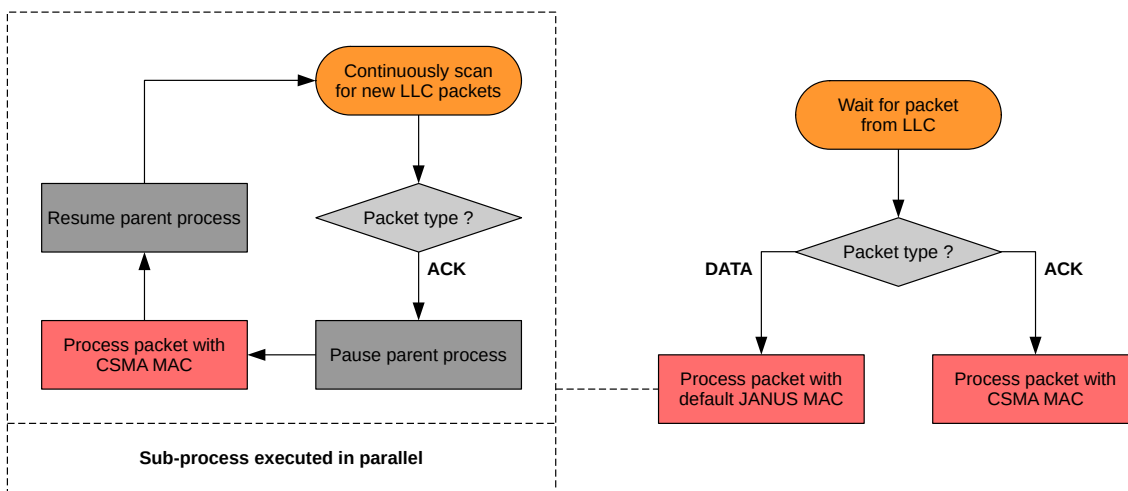 Continuously scan
for new LLC packets
Resume parent process
Packet type ?
ACK
Process packet with
CSMA MAC
Pause parent process
Sub-process executed in parallel
Wait for packet
from LLC
Packet type ?
DATA
ACK
Process packet with
default JANUS MAC
Process packet with
CSMA MAC